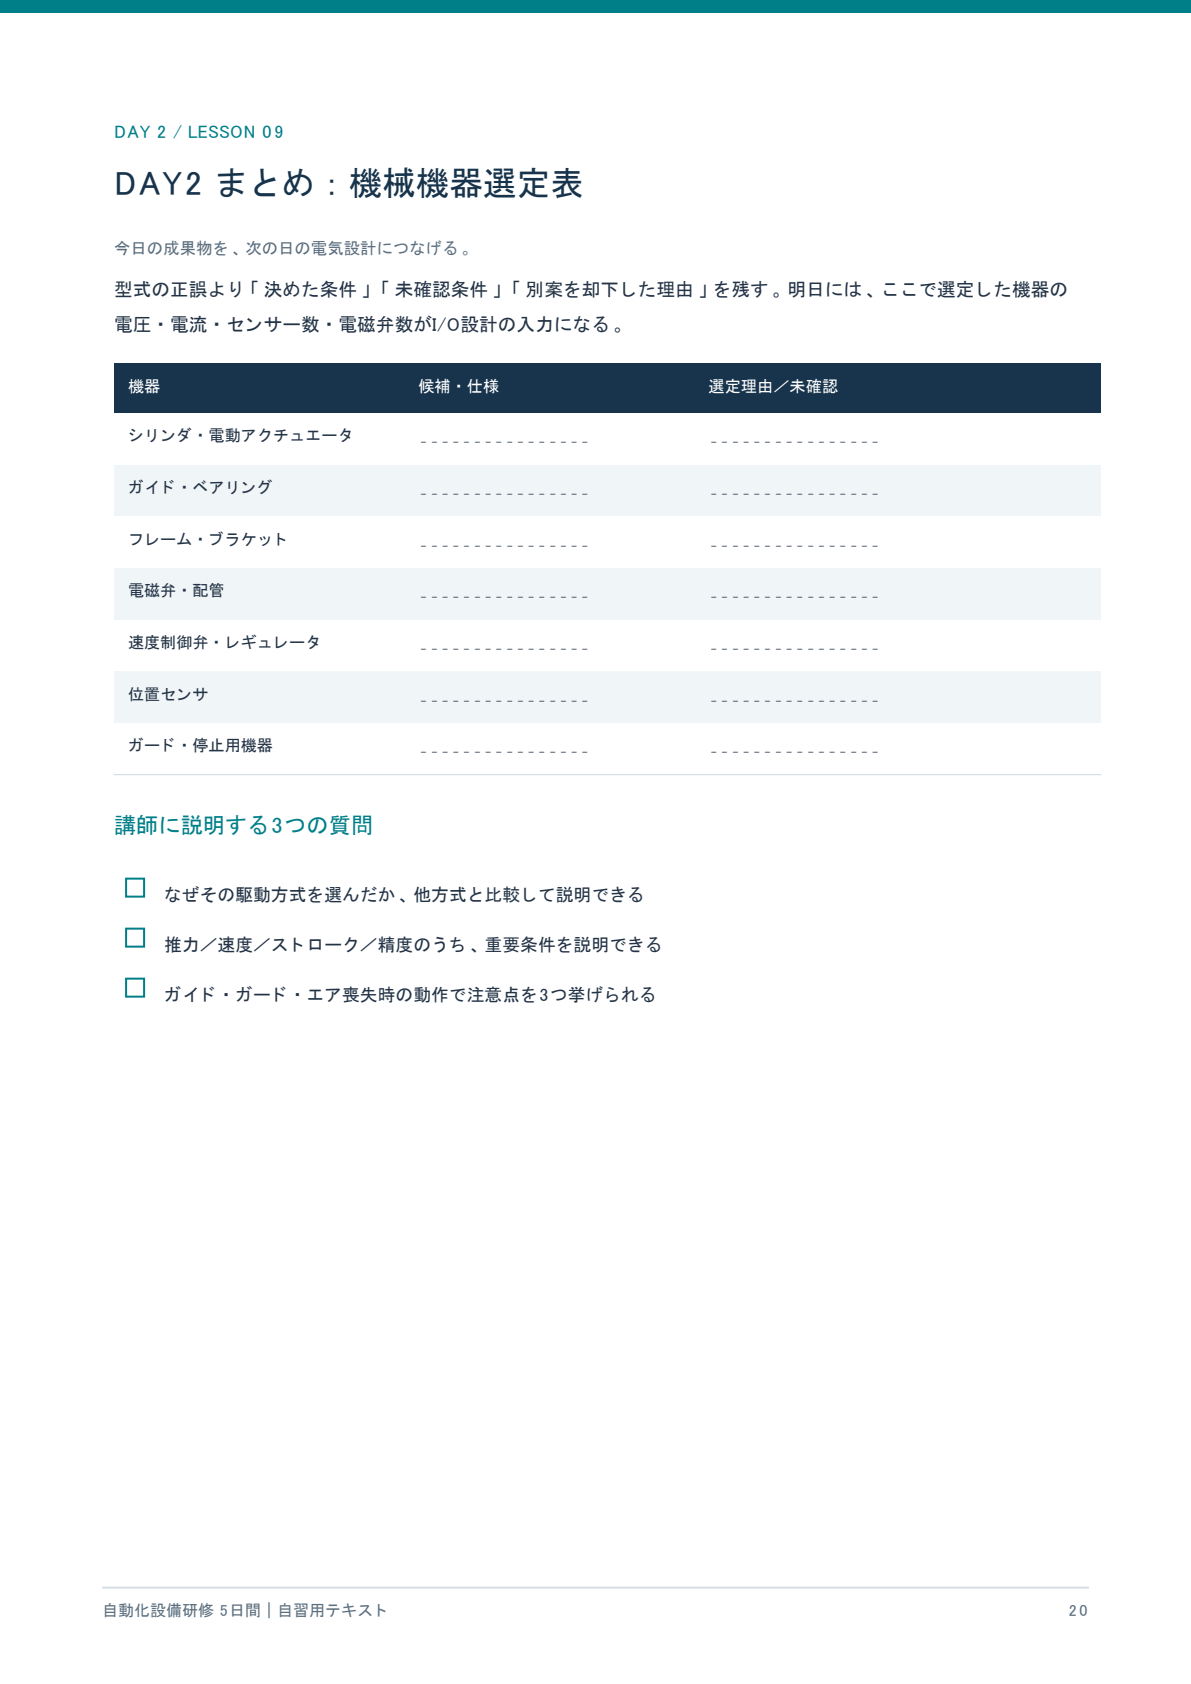 DAY 2 / LESSON 09
DAY2 まとめ：機械機器選定表
今日の成果物を、次の日の電気設計につなげる。
型式の正誤より「決めた条件」「未確認条件」「別案を却下した理由」を残す。明日には、ここで選定した機器の
電圧・電流・センサー数・電磁弁数がI/O設計の入力になる。
機器 候補・仕様 選定理由／未確認
シリンダ・電動アクチュエータ ---------------- ----------------
ガイド・ベアリング ---------------- ----------------
フレーム・ブラケット ---------------- ----------------
電磁弁・配管 ---------------- ----------------
速度制御弁・レギュレータ ---------------- ----------------
位置センサ ---------------- ----------------
ガード・停止用機器 ---------------- ----------------
講師に説明する3つの質問
□ なぜその駆動方式を選んだか、他方式と比較して説明できる
□ 推力／速度／ストローク／精度のうち、重要条件を説明できる
□ ガイド・ガード・エア喪失時の動作で注意点を3つ挙げられる
自動化設備研修 5日間｜自習用テキスト 20